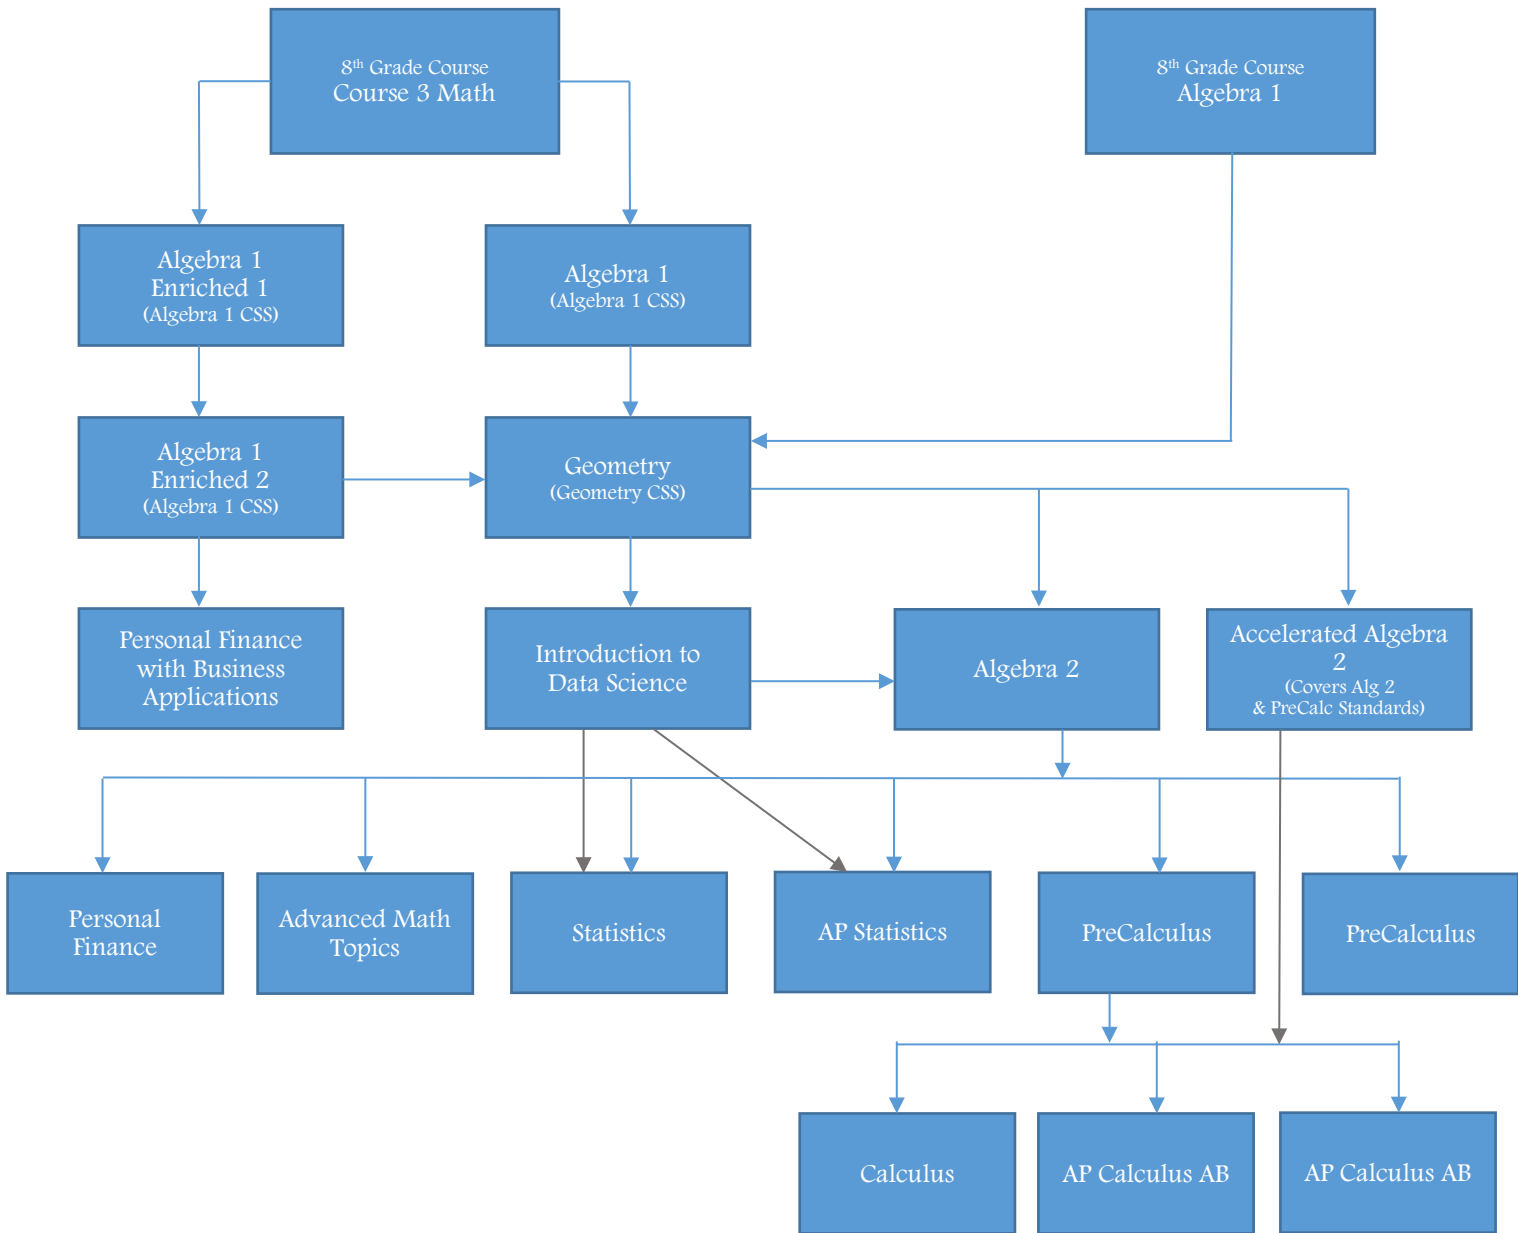 8th Grade Course
Course 3 Math
8th Grade Course
Algebra 1
Algebra 1
Enriched 1
(Algebra 1 CSS)
Algebra 1
(Algebra 1 CSS)
Algebra 1
Enriched 2
(Algebra 1 CSS)
Geometry
(Geometry CSS)
Personal Finance
with Business
Applications
Introduction to
Data Science
Algebra 2
Accelerated Algebra
2
(Covers Alg 2
& PreCalc Standards)
Personal
Finance
Advanced Math
Topics
Statistics
AP Statistics
PreCalculus
PreCalculus
Calculus
AP Calculus AB
AP Calculus AB